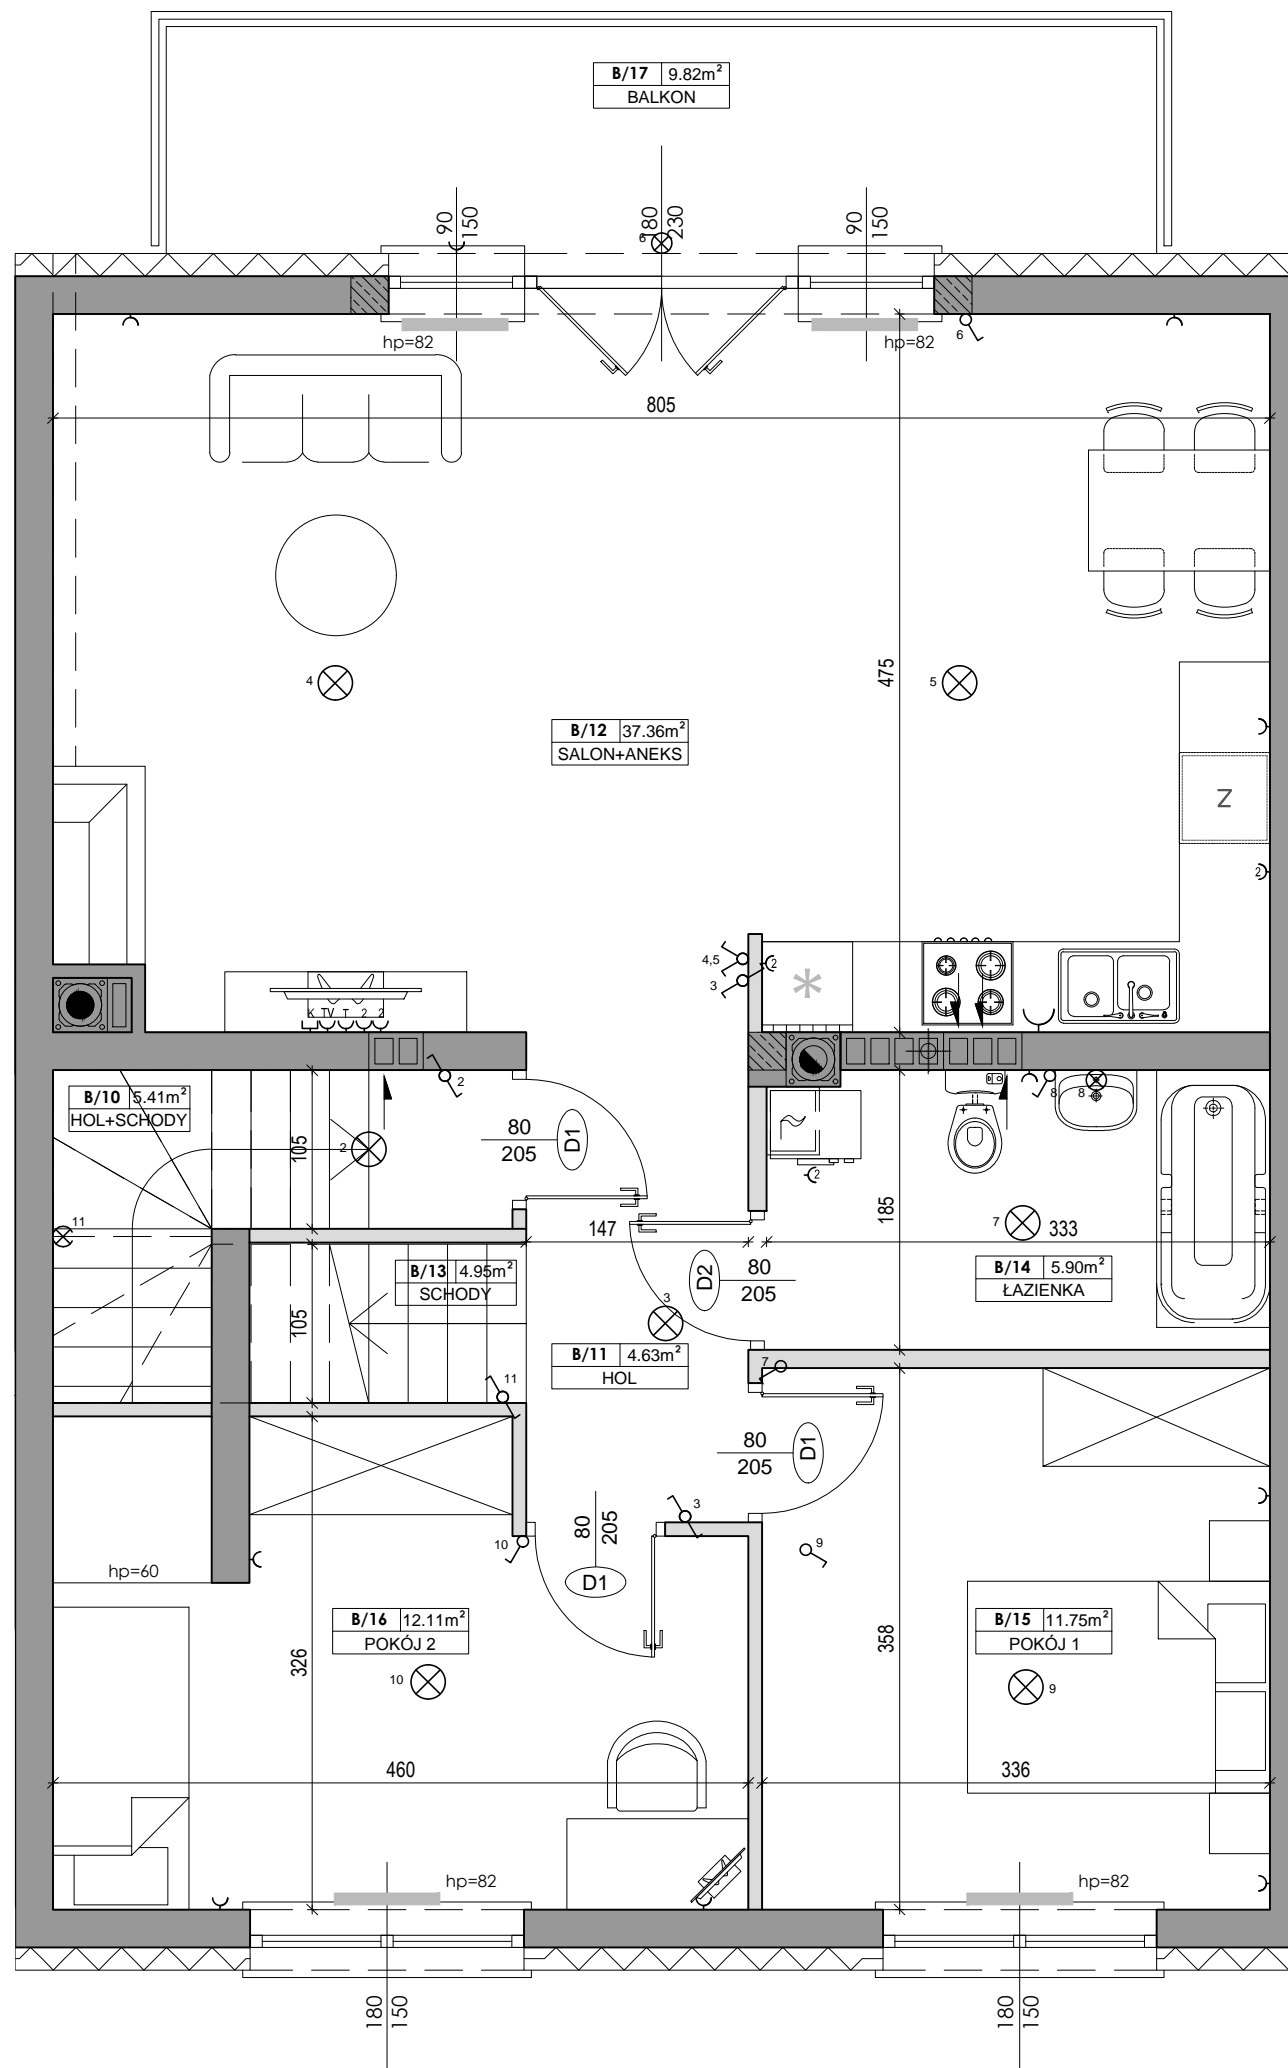 B/17 9.82m²
BALKON
90
150
180
230
90
150
6
hp=82
hp=82
6
805
475
4
5
B/12 37.36m²
SALON+ANEKS
Z
2
4,5
3
2
*
K TV T 2 2
2
B/10 5.41m²
HOL+SCHODY
105
2
80
205
D1
2
8
8
185
7
333
11
147
B/13 4.95m²
SCHODY
D2
80
205
B/14 5.90m²
ŁAZIENKA
105
3
B/11 4.63m²
HOL
7
11
80
205
D1
3
80
205
10
9
hp=60
D1
B/16 12.11m²
POKÓJ 2
B/15 11.75m²
POKÓJ 1
326
358
10
9
460
336
hp=82
hp=82
180
150
180
150